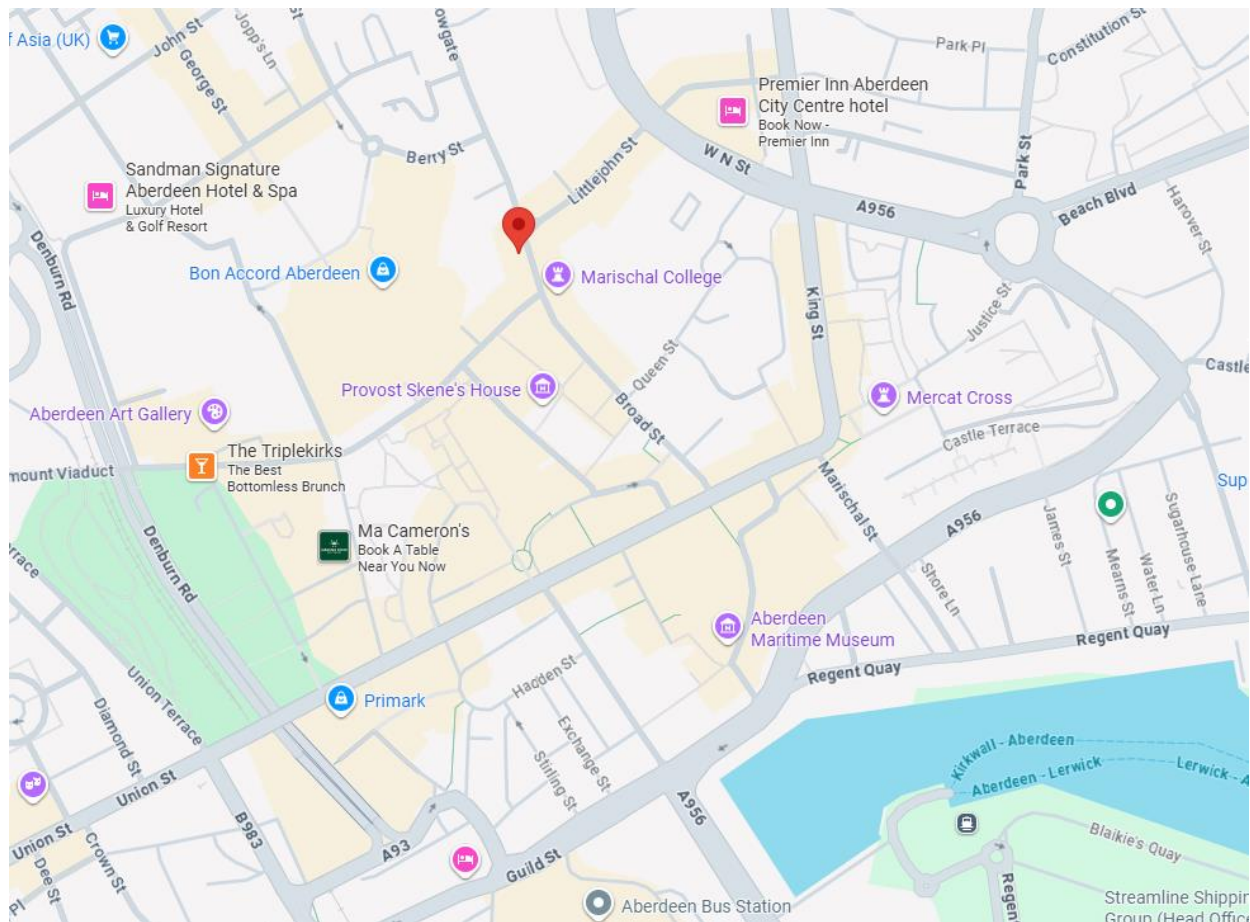 f Asia (UK)
John St
Jopp's Ln
George St
owgate
Park Pl
Constitution St
Premier Inn Aberdeen
City Centre hotel
Book Now -
Premier Inn
Berry St
Littlejohn St
W N St
Park St
Sandman Signature
Aberdeen Hotel & Spa
Luxury Hotel
& Golf Resort
A956
Beach Blvd
Hanover St
Denburn Rd
Bon Accord Aberdeen
Marischal College
King St
Justice St
Queen St
Castle
Provost Skene's House
Broad St
Mercat Cross
Aberdeen Art Gallery
Castle Terrace
The Triplekirks
The Best
Bottomless Brunch
mount Viaduct
Marischal St
Sup
A956
James St
Mearns St
Water Ln
Sugarhouse Lane
Ma Cameron's
Book A Table
Near You Now
Denburn Rd
errace
Shore Ln
Aberdeen
Maritime Museum
Regent Quay
Regent Quay
Hadden St
Union Terrace
Primark
Diamond St
Exchange St
Stirling St
Kirkwall - Aberdeen
Aberdeen - Lerwick
Lerwick - A
Union St
A956
B983
Union St
Crown St
Dee St
Pl
A93
Guild St
Blaikie's Quay
Regent
Aberdeen Bus Station
Streamline Shippin
Group (Head Office